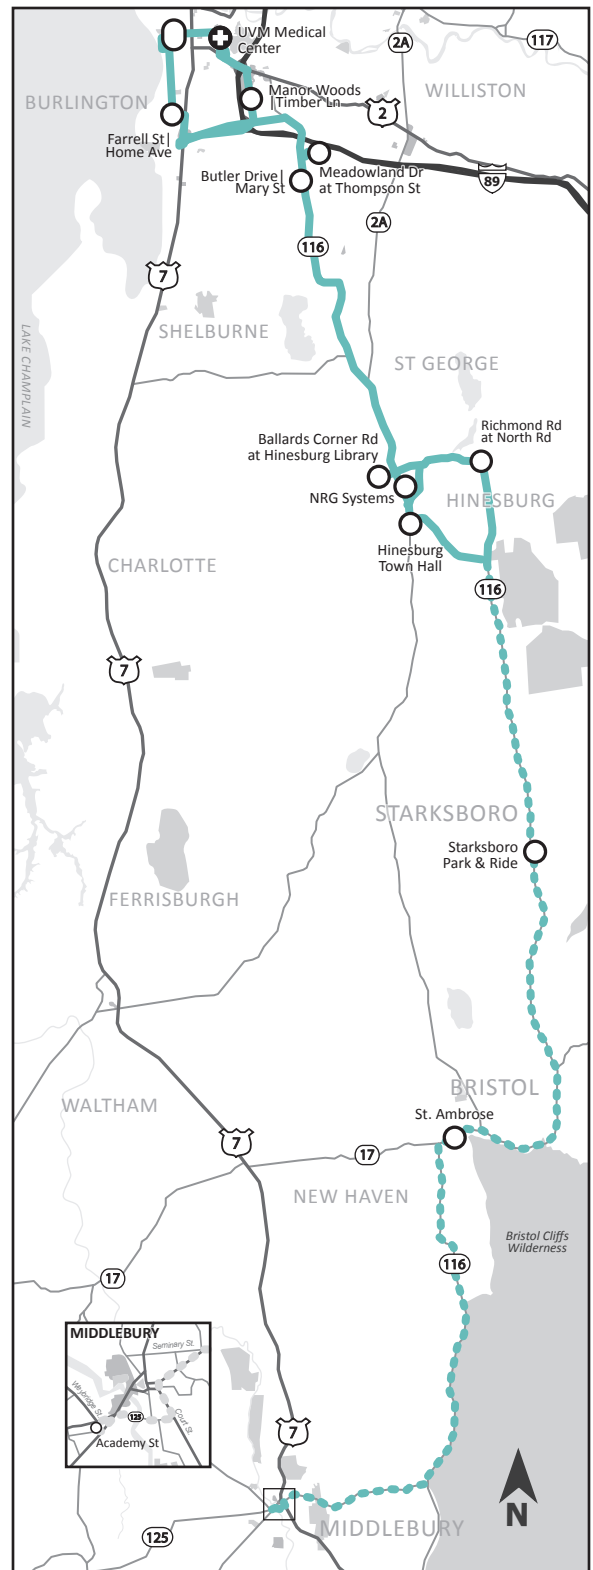 UVM Medical
Center
2A
117
BURLINGTON
WILLISTON
Manor Woods
|Timber Ln
2
Farrell St|
Home Ave
Butler Drive|
Mary St
Meadowland Dr
at Thompson St
89
2A
116
7
LAKE CHAMPLAIN
SHELBURNE
ST GEORGE
Richmond Rd
at North Rd
Ballards Corner Rd
at Hinesburg Library
NRG Systems
HINESBURG
Hinesburg
Town Hall
CHARLOTTE
116
7
STARKSBORO
Starksboro
Park & Ride
FERRISBURGH
BRISTOL
WALTHAM
St. Ambrose
7
17
NEW HAVEN
Bristol Cliffs
Wilderness
116
17
MIDDLEBURY
Seminary St.
Weybridge St
125
Court St
Academy St
7
N
MIDDLEBURY
125